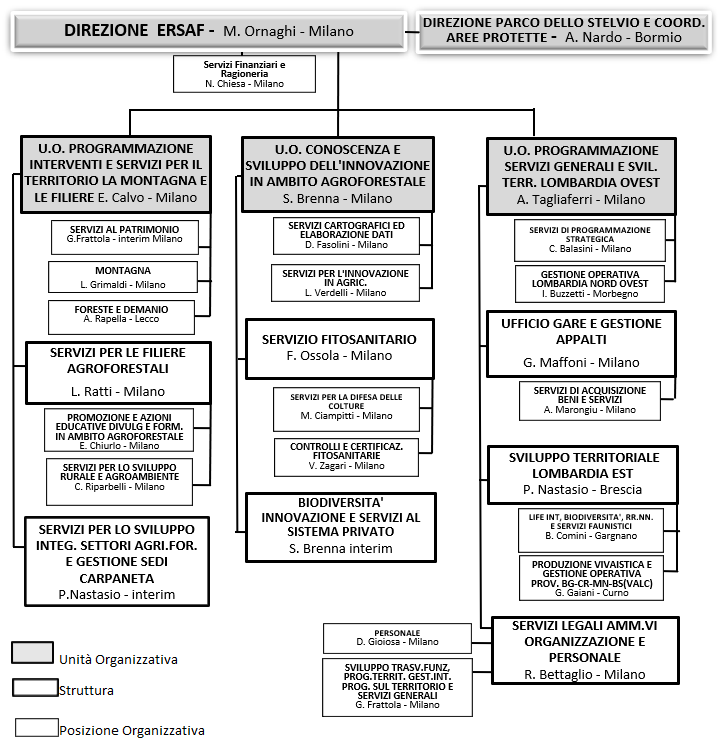 DIREZIONE ERSAF - M. Ornaghi - Milano
DIREZIONE PARCO DELLO STELVIO E COORD.
AREE PROTETTE - A. Nardo - Bormio
Servizi Finanziari e
Ragioneria
N. Chiesa - Milano
U.O. PROGRAMMAZIONE
INTERVENTI E SERVIZI PER IL
TERRITORIO LA MONTAGNA E
LE FILIERE E. Calvo - Milano
SERVIZI AL PATRIMONIO
G.Frattola - interim Milano
MONTAGNA
L. Grimaldi - Milano
FORESTE E DEMANIO
A. Rapella - Lecco
SERVIZI PER LE FILIERE
AGROFORESTALI
L. Ratti - Milano
PROMOZIONE E AZIONI
EDUCATIVE DIVULG E FORM.
IN AMBITO AGROFORESTALE
E. Chiurlo - Milano
SERVIZI PER LO SVILUPPO
RURALE E AGROAMBIENTE
C. Riparbelli - Milano
SERVIZI PER LO SVILUPPO
INTEG. SETTORI AGRI.FOR.
E GESTIONE SEDI
CARPANETA
P.Nastasio - interim
U.O. CONOSCENZA E
SVILUPPO DELL'INNOVAZIONE
IN AMBITO AGROFORESTALE
S. Brenna - Milano
SERVIZI CARTOGRAFICI ED
ELABORAZIONE DATI
D. Fasolini - Milano
SERVIZI PER L'INNOVAZIONE
IN AGRIC.
L. Verdelli - Milano
SERVIZIO FITOSANITARIO
F. Ossola - Milano
SERVIZI PER LA DIFESA DELLE
COLTURE
M. Ciampitti - Milano
CONTROLLI E CERTIFICAZ.
FITOSANITARIE
V. Zagari - Milano
BIODIVERSITA'
INNOVAZIONE E SERVIZI AL
SISTEMA PRIVATO
S. Brenna interim
U.O. PROGRAMMAZIONE
SERVIZI GENERALI E SVIL.
TERR. LOMBARDIA OVEST
A. Tagliaferri - Milano
SERVIZI DI PROGRAMMAZIONE
STRATEGICA
C. Balasini - Milano
GESTIONE OPERATIVA
LOMBARDIA NORD OVEST
I. Buzzetti - Morbegno
UFFICIO GARE E GESTIONE
APPALTI
G. Maffoni - Milano
SERVIZI DI ACQUISIZIONE
BENI E SERVIZI
A. Marongiu - Milano
SVILUPPO TERRITORIALE
LOMBARDIA EST
P. Nastasio - Brescia
LIFE INT, BIODIVERSITA', RR.NN.
E SERVIZI FAUNISTICI
B. Comini - Gargnano
PRODUZIONE VIVAISTICA E
GESTIONE OPERATIVA
PROV. BG-CR-MN-BS(VALC)
G. Gaiani - Curno
SERVIZI LEGALI AMM.VI
ORGANIZZAZIONE E
PERSONALE
R. Bettaglio - Milano
PERSONALE
D. Gioiosa - Milano
SVILUPPO TRASV.FUNZ,
PROG.TERRIT. GEST.INT.
PROG. SUL TERRITORIO E
SERVIZI GENERALI
G. Frattola - Milano
Unità Organizzativa
Struttura
Posizione Organizzativa